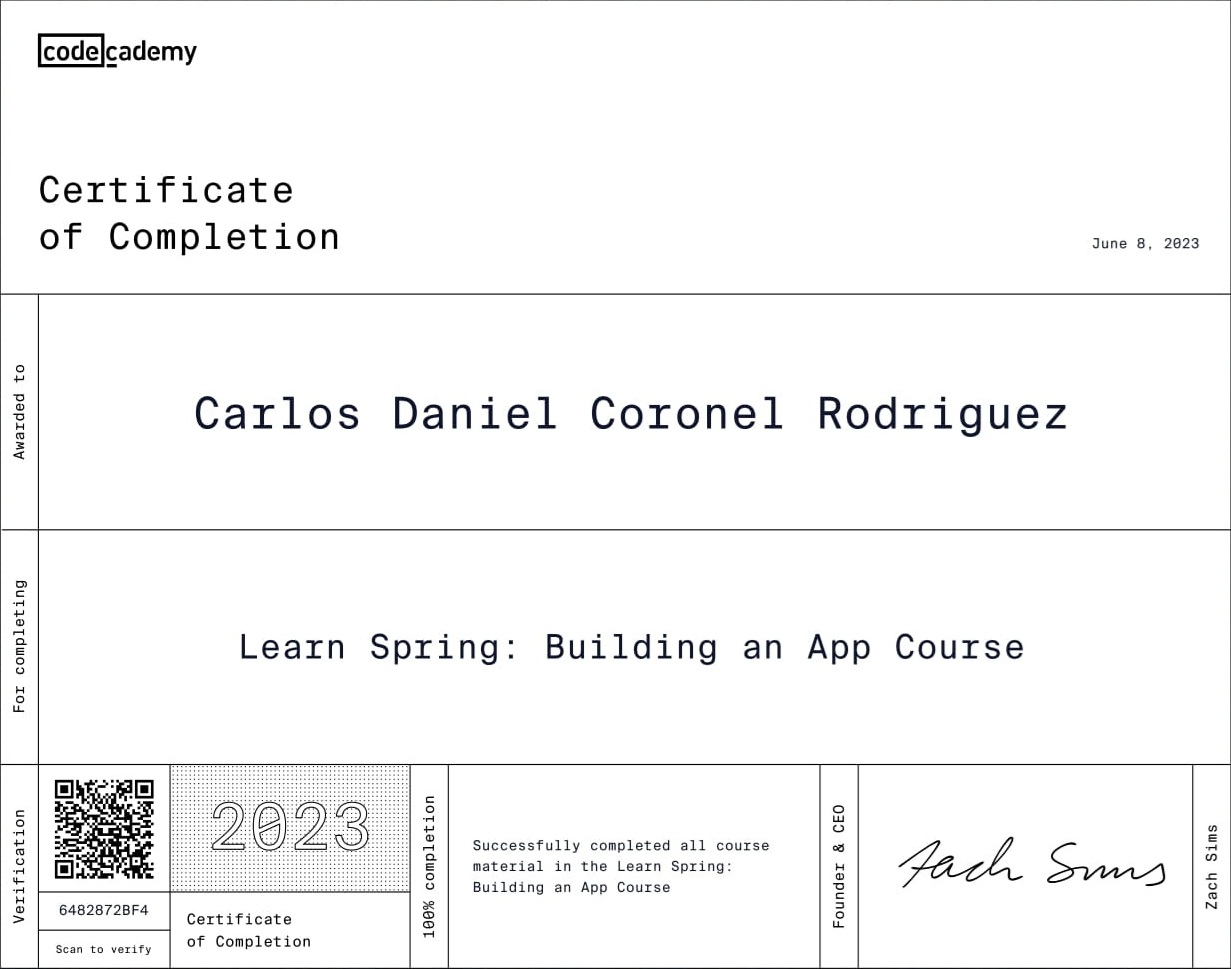 codecademy
Certificate
of Completion
June 8, 2023
Awarded to
Carlos Daniel Coronel Rodriguez
For completing
Learn Spring: Building an App Course
Verification
6482872BF4
Scan to verify
2023
Certificate
of Completion
100% completion
Successfully completed all course
material in the Learn Spring:
Building an App Course
Founder & CEO
Zach Sims
Zach Sims